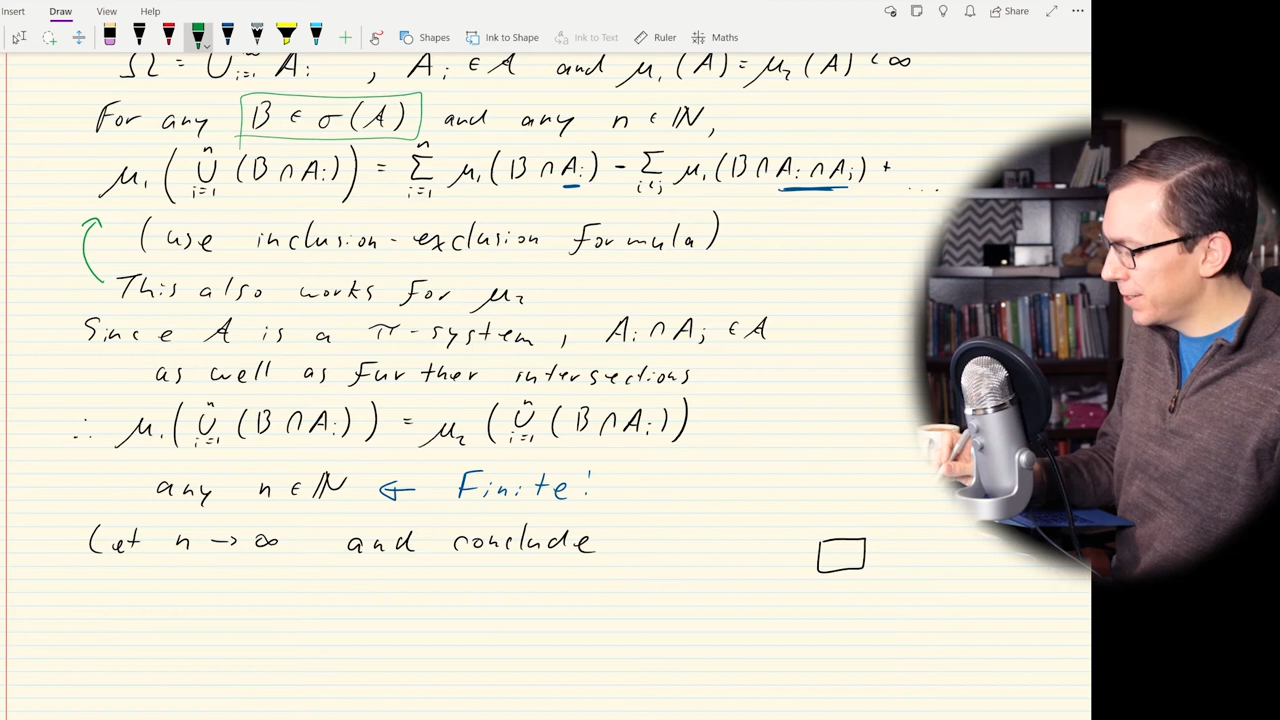 Insert Draw View Help Share
Shapes Ink to Shape Ink to Text Ruler Maths
Ω = ∪_{i=1}^∞ A_i , A_i ∈ A and μ₁(A) = μ₂(A) < ∞
For any B ∈ σ(A) and any n ∈ ℕ,
μ₁(∪_{i=1}^n (B ∩ A_i)) = Σ_{i=1}^n μ₁(B ∩ A_i) - Σ_{i<j} μ₁(B ∩ A_i ∩ A_j) + ...
(use inclusion-exclusion formula)
This also works for μ₂
Since A is a π-system, A_i ∩ A_j ∈ A
as well as further intersections
∴ μ₁(∪_{i=1}^n (B ∩ A_i)) = μ₂(∪_{i=1}^n (B ∩ A_i))
any n ∈ ℕ ← Finite!
Let n → ∞ and conclude